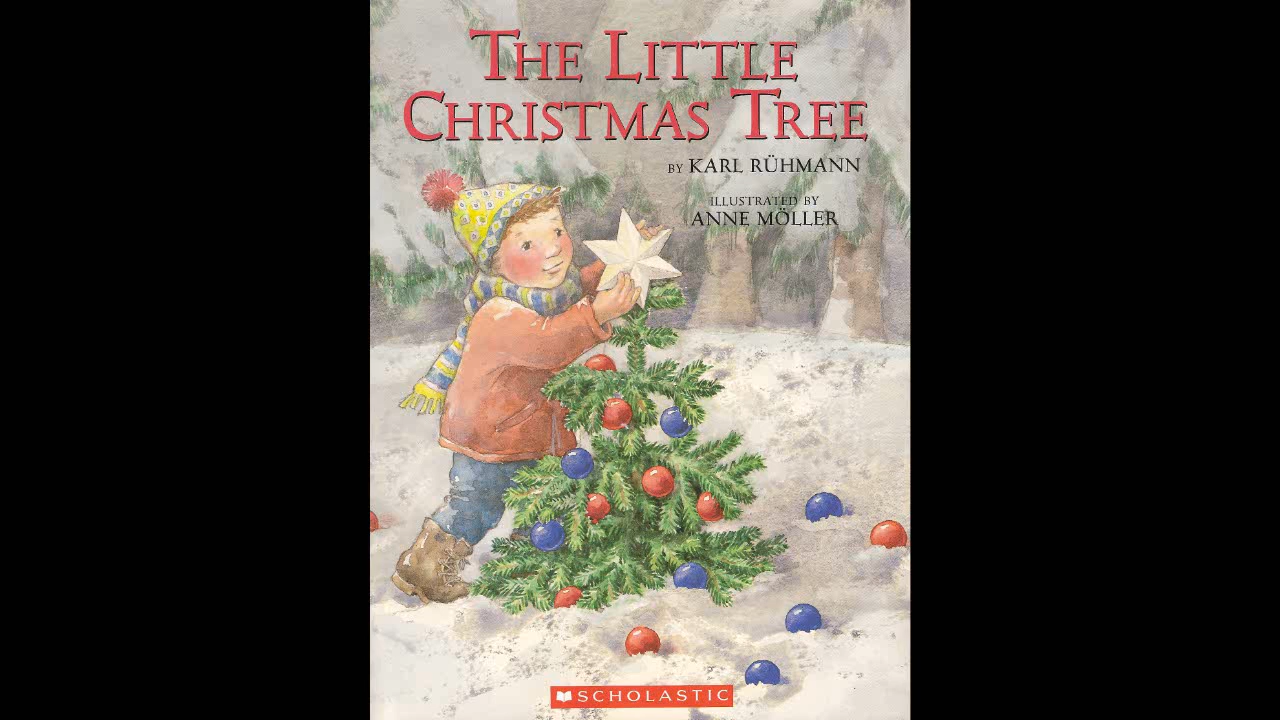 THE LITTLE
CHRISTMAS TREE
BY KARL RÜHMANN
ILLUSTRATED BY
ANNE MÖLLER
SCHOLASTIC